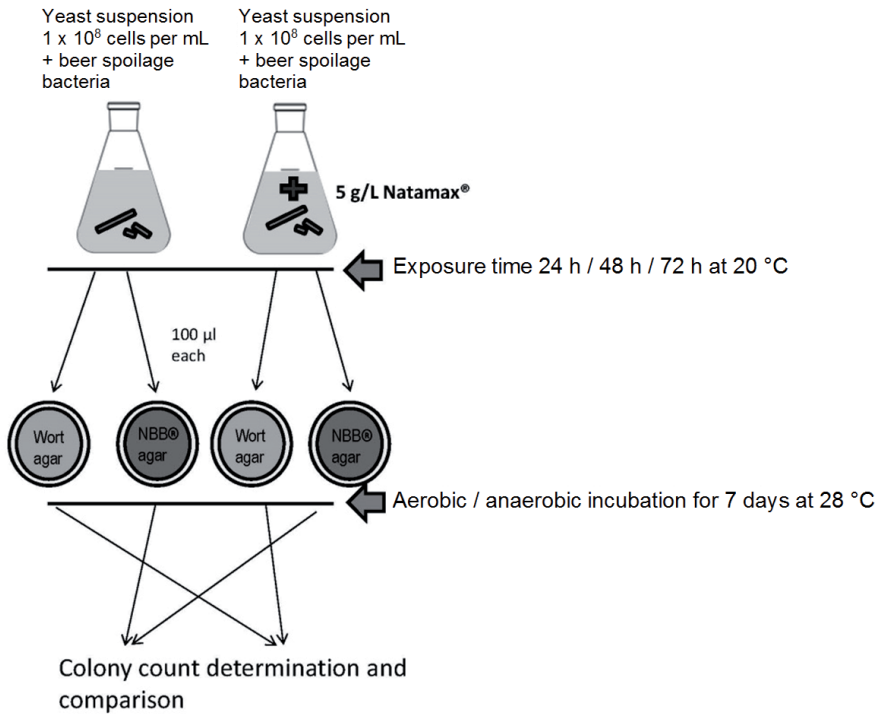 Yeast suspension
1 x 10⁸ cells per mL
+ beer spoilage
bacteria
Yeast suspension
1 x 10⁸ cells per mL
+ beer spoilage
bacteria
5 g/L Natamax®
Exposure time 24 h / 48 h / 72 h at 20 °C
100 µl
each
Wort
agar
NBB®
agar
Wort
agar
NBB®
agar
Aerobic / anaerobic incubation for 7 days at 28 °C
Colony count determination and
comparison